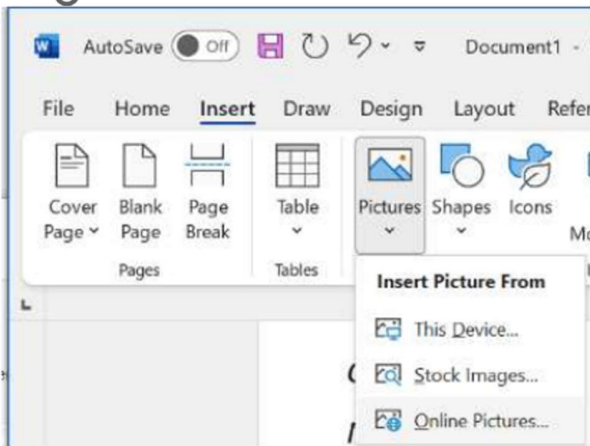 AutoSave Off Document1 -
File Home Insert Draw Design Layout
Cover Page
Blank Page
Page Break
Table
Pictures
Shapes
Icons
Pages Tables
Insert Picture From
This Device...
Stock Images...
Online Pictures...